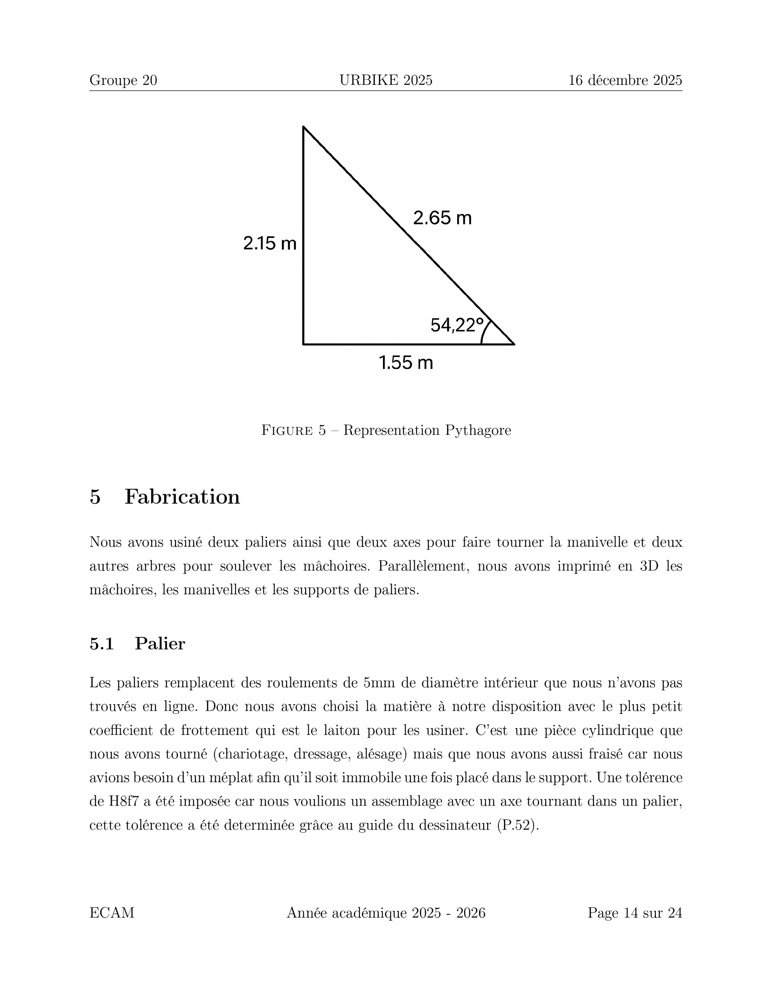 Groupe 20 URBIKE 2025 16 décembre 2025
2.65 m
2.15 m
54,22°
1.55 m
FIGURE 5 – Representation Pythagore
5 Fabrication
Nous avons usiné deux paliers ainsi que deux axes pour faire tourner la manivelle et deux
autres arbres pour soulever les mâchoires. Parallèlement, nous avons imprimé en 3D les
mâchoires, les manivelles et les supports de paliers.
5.1 Palier
Les paliers remplacent des roulements de 5mm de diamètre intérieur que nous n'avons pas
trouvés en ligne. Donc nous avons choisi la matière à notre disposition avec le plus petit
coefficient de frottement qui est le laiton pour les usiner. C'est une pièce cylindrique que
nous avons tourné (chariotage, dressage, alésage) mais que nous avons aussi fraisé car nous
avions besoin d'un méplat afin qu'il soit immobile une fois placé dans le support. Une tolérence
de H8f7 a été imposée car nous voulions un assemblage avec un axe tournant dans un palier,
cette tolérence a été determinée grâce au guide du dessinateur (P.52).
ECAM Année académique 2025 - 2026 Page 14 sur 24